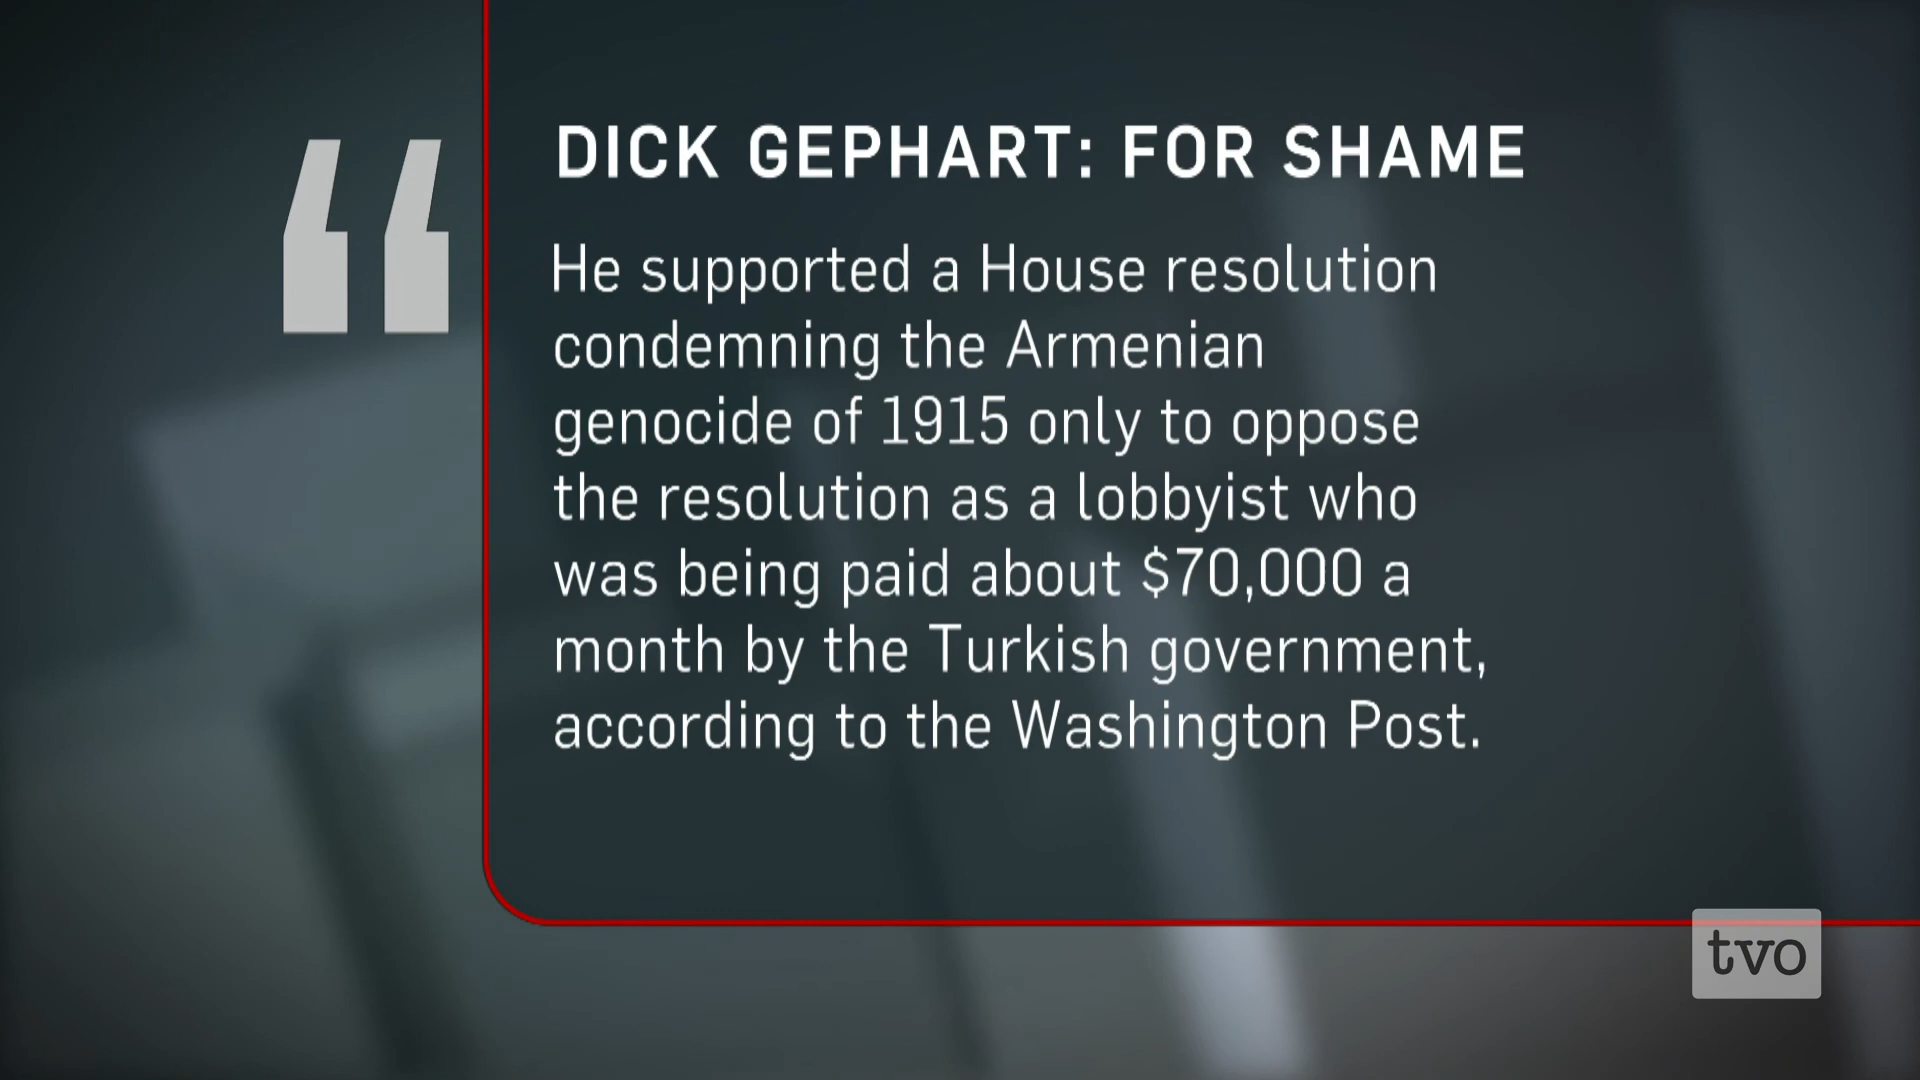 “
DICK GEPHART: FOR SHAME
He supported a House resolution
condemning the Armenian
genocide of 1915 only to oppose
the resolution as a lobbyist who
was being paid about $70,000 a
month by the Turkish government,
according to the Washington Post.
tvo